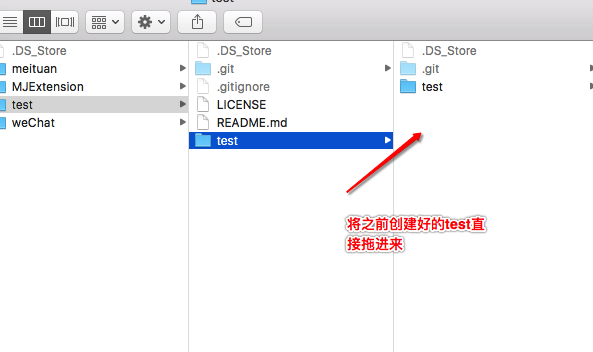 test
.DS_Store
meituan
MJExtension
test
weChat
.DS_Store
.git
.gitignore
LICENSE
README.md
test
.DS_Store
.git
test
将之前创建好的test直
接拖进来